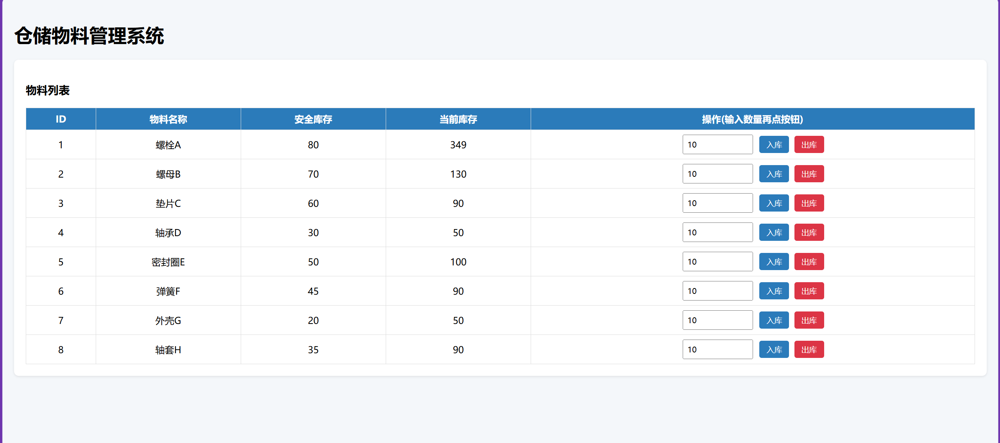 仓储物料管理系统
物料列表
ID 物料名称 安全库存 当前库存 操作(输入数量再点按钮)
1 螺栓A 80 349 10 入库 出库
2 螺母B 70 130 10 入库 出库
3 垫片C 60 90 10 入库 出库
4 轴承D 30 50 10 入库 出库
5 密封圈E 50 100 10 入库 出库
6 弹簧F 45 90 10 入库 出库
7 外壳G 20 50 10 入库 出库
8 轴套H 35 90 10 入库 出库